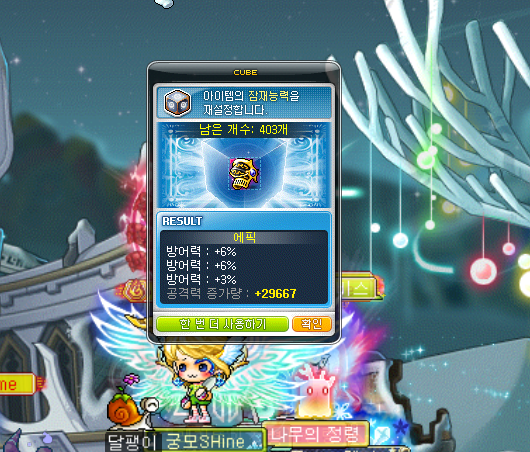 CUBE
아이템의 잠재능력을
재설정합니다.
남은 개수: 403개
RESULT
에픽
방어력 : +6%
방어력 : +6%
방어력 : +3%
공격력 증가량 : +29667
한 번 더 사용하기
확인
달팽이
궁모SHine
나무의 정령